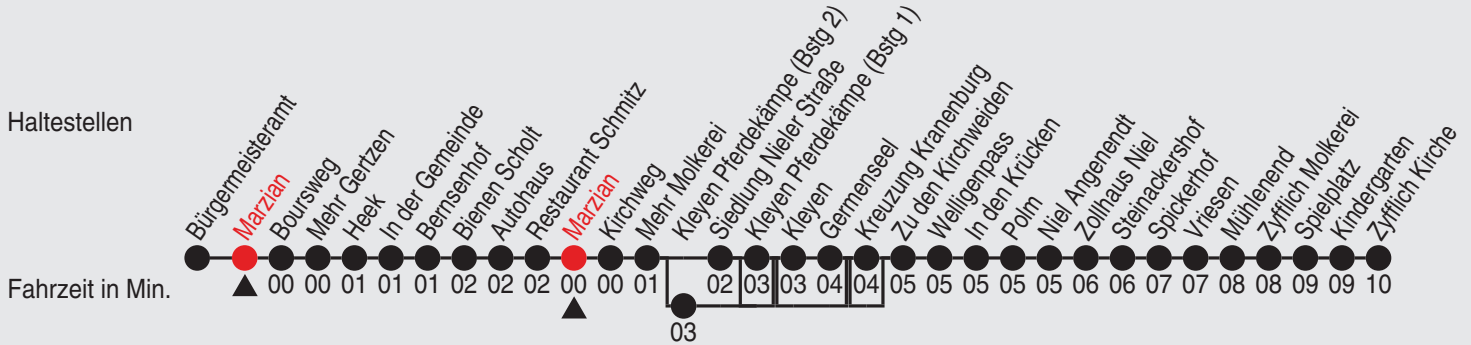 Haltestellen
Bürgermeisteramt
Marzian
Boursweg
Mehr Gertzen
Heek
In der Gemeinde
Bernsenhof
Bienen Scholt
Autohaus
Restaurant Schmitz
Marzian
Kirchweg
Mehr Molkerei
Kleyen Pferdekämpe (Bstg 2)
Siedlung Nieler Straße
Kleyen Pferdekämpe (Bstg 1)
Kleyen
Germenseel
Kreuzung Kranenburg
Zu den Kirchweiden
Welligenpass
In den Krücken
Porn
Niel Angenendt
Zollhaus Niel
Steinackershof
Spickerhof
Vriesen
Mühlenend
Zyfflich Molkerei
Spielplatz
Kindergarten
Zyfflich Kirche
Fahrzeit in Min. 00 00 01 01 01 02 02 02 00 00 01 02 03 03 04 04 05 05 05 05 05 06 06 07 07 08 08 09 09 10
03